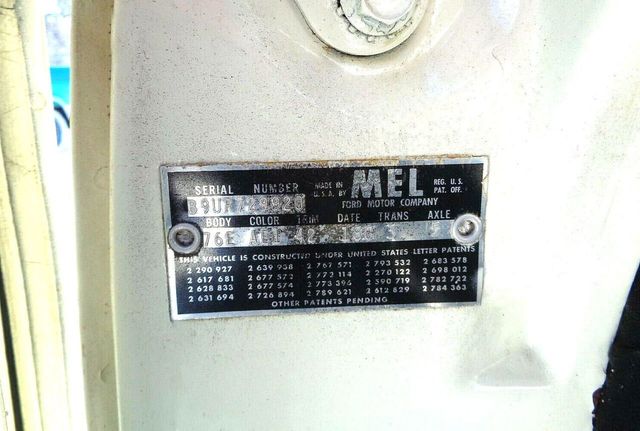 SERIAL NUMBER MADE IN U.S.A. BY MEL REG. U.S. PAT. OFF.
FORD MOTOR COMPANY
BODY COLOR TRIM DATE TRANS AXLE
76E
THIS VEHICLE IS CONSTRUCTED UNDER UNITED STATES LETTER PATENTS
2 290 927 2 639 938 2 767 571 2 793 532 2 683 578
2 617 681 2 677 572 2 772 114 2 270 122 2 698 012
2 628 833 2 677 574 2 773 396 2 590 719 2 782 722
2 631 694 2 726 894 2 789 621 2 612 829 2 784 363
OTHER PATENTS PENDING